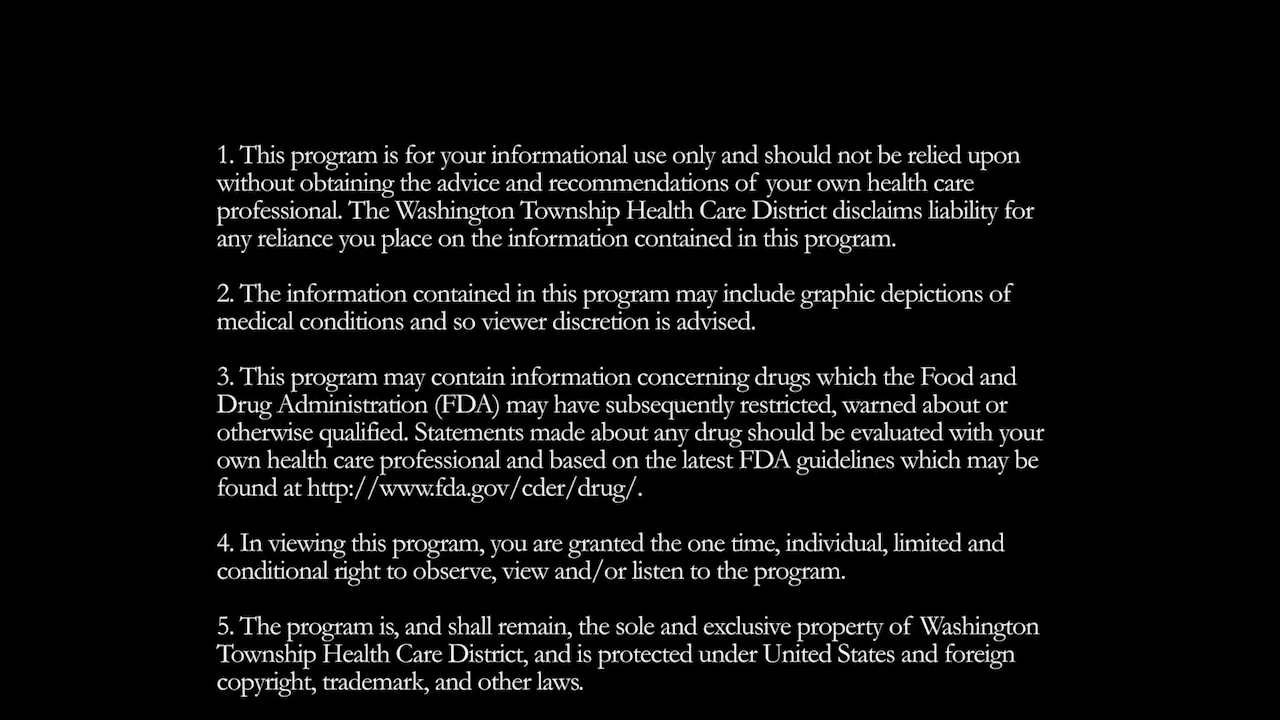 1. This program is for your informational use only and should not be relied upon
without obtaining the advice and recommendations of your own health care
professional. The Washington Township Health Care District disclaims liability for
any reliance you place on the information contained in this program.
2. The information contained in this program may include graphic depictions of
medical conditions and so viewer discretion is advised.
3. This program may contain information concerning drugs which the Food and
Drug Administration (FDA) may have subsequently restricted, warned about or
otherwise qualified. Statements made about any drug should be evaluated with your
own health care professional and based on the latest FDA guidelines which may be
found at http://www.fda.gov/cder/drug/.
4. In viewing this program, you are granted the one time, individual, limited and
conditional right to observe, view and/or listen to the program.
5. The program is, and shall remain, the sole and exclusive property of Washington
Township Health Care District, and is protected under United States and foreign
copyright, trademark, and other laws.